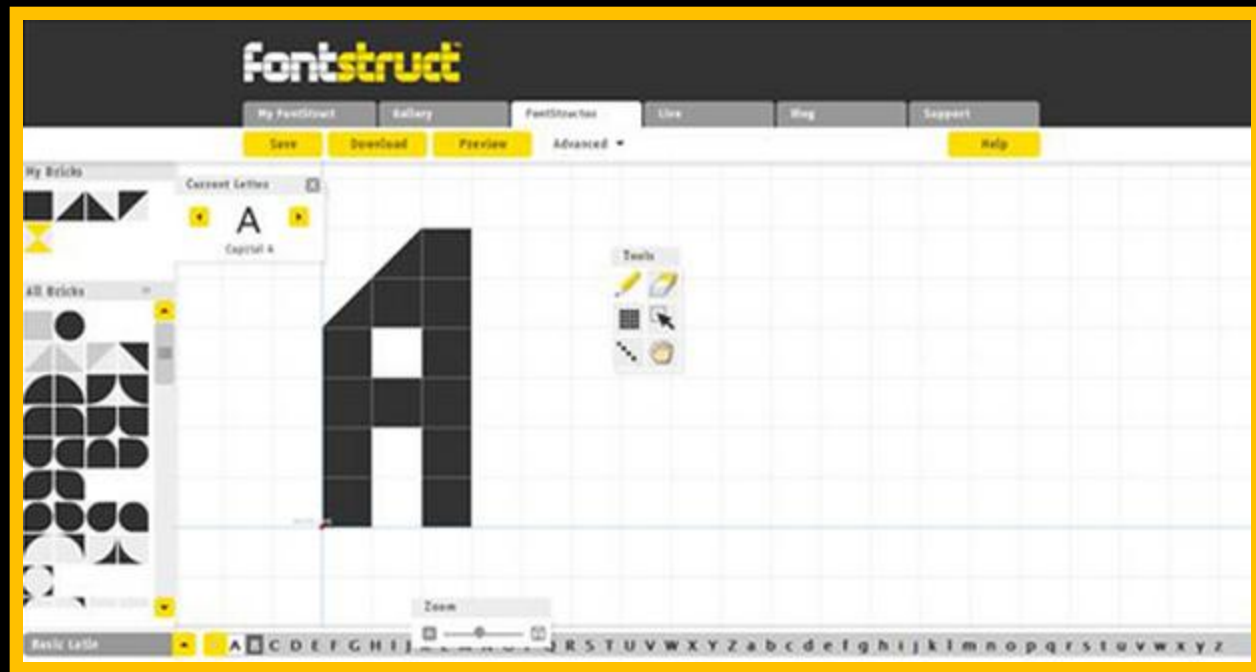 fontstruct
My FontStruct Gallery FontStructor Live Blog Support
Save Download Preview Advanced Help
My Bricks
Current Letter
A
Capital A
Tools
All Bricks
Zoom
Basic Latin A B C D E F G H I J R S T U V W X Y Z a b c d e f g h i j k l m n o p q r s t u v w x y z